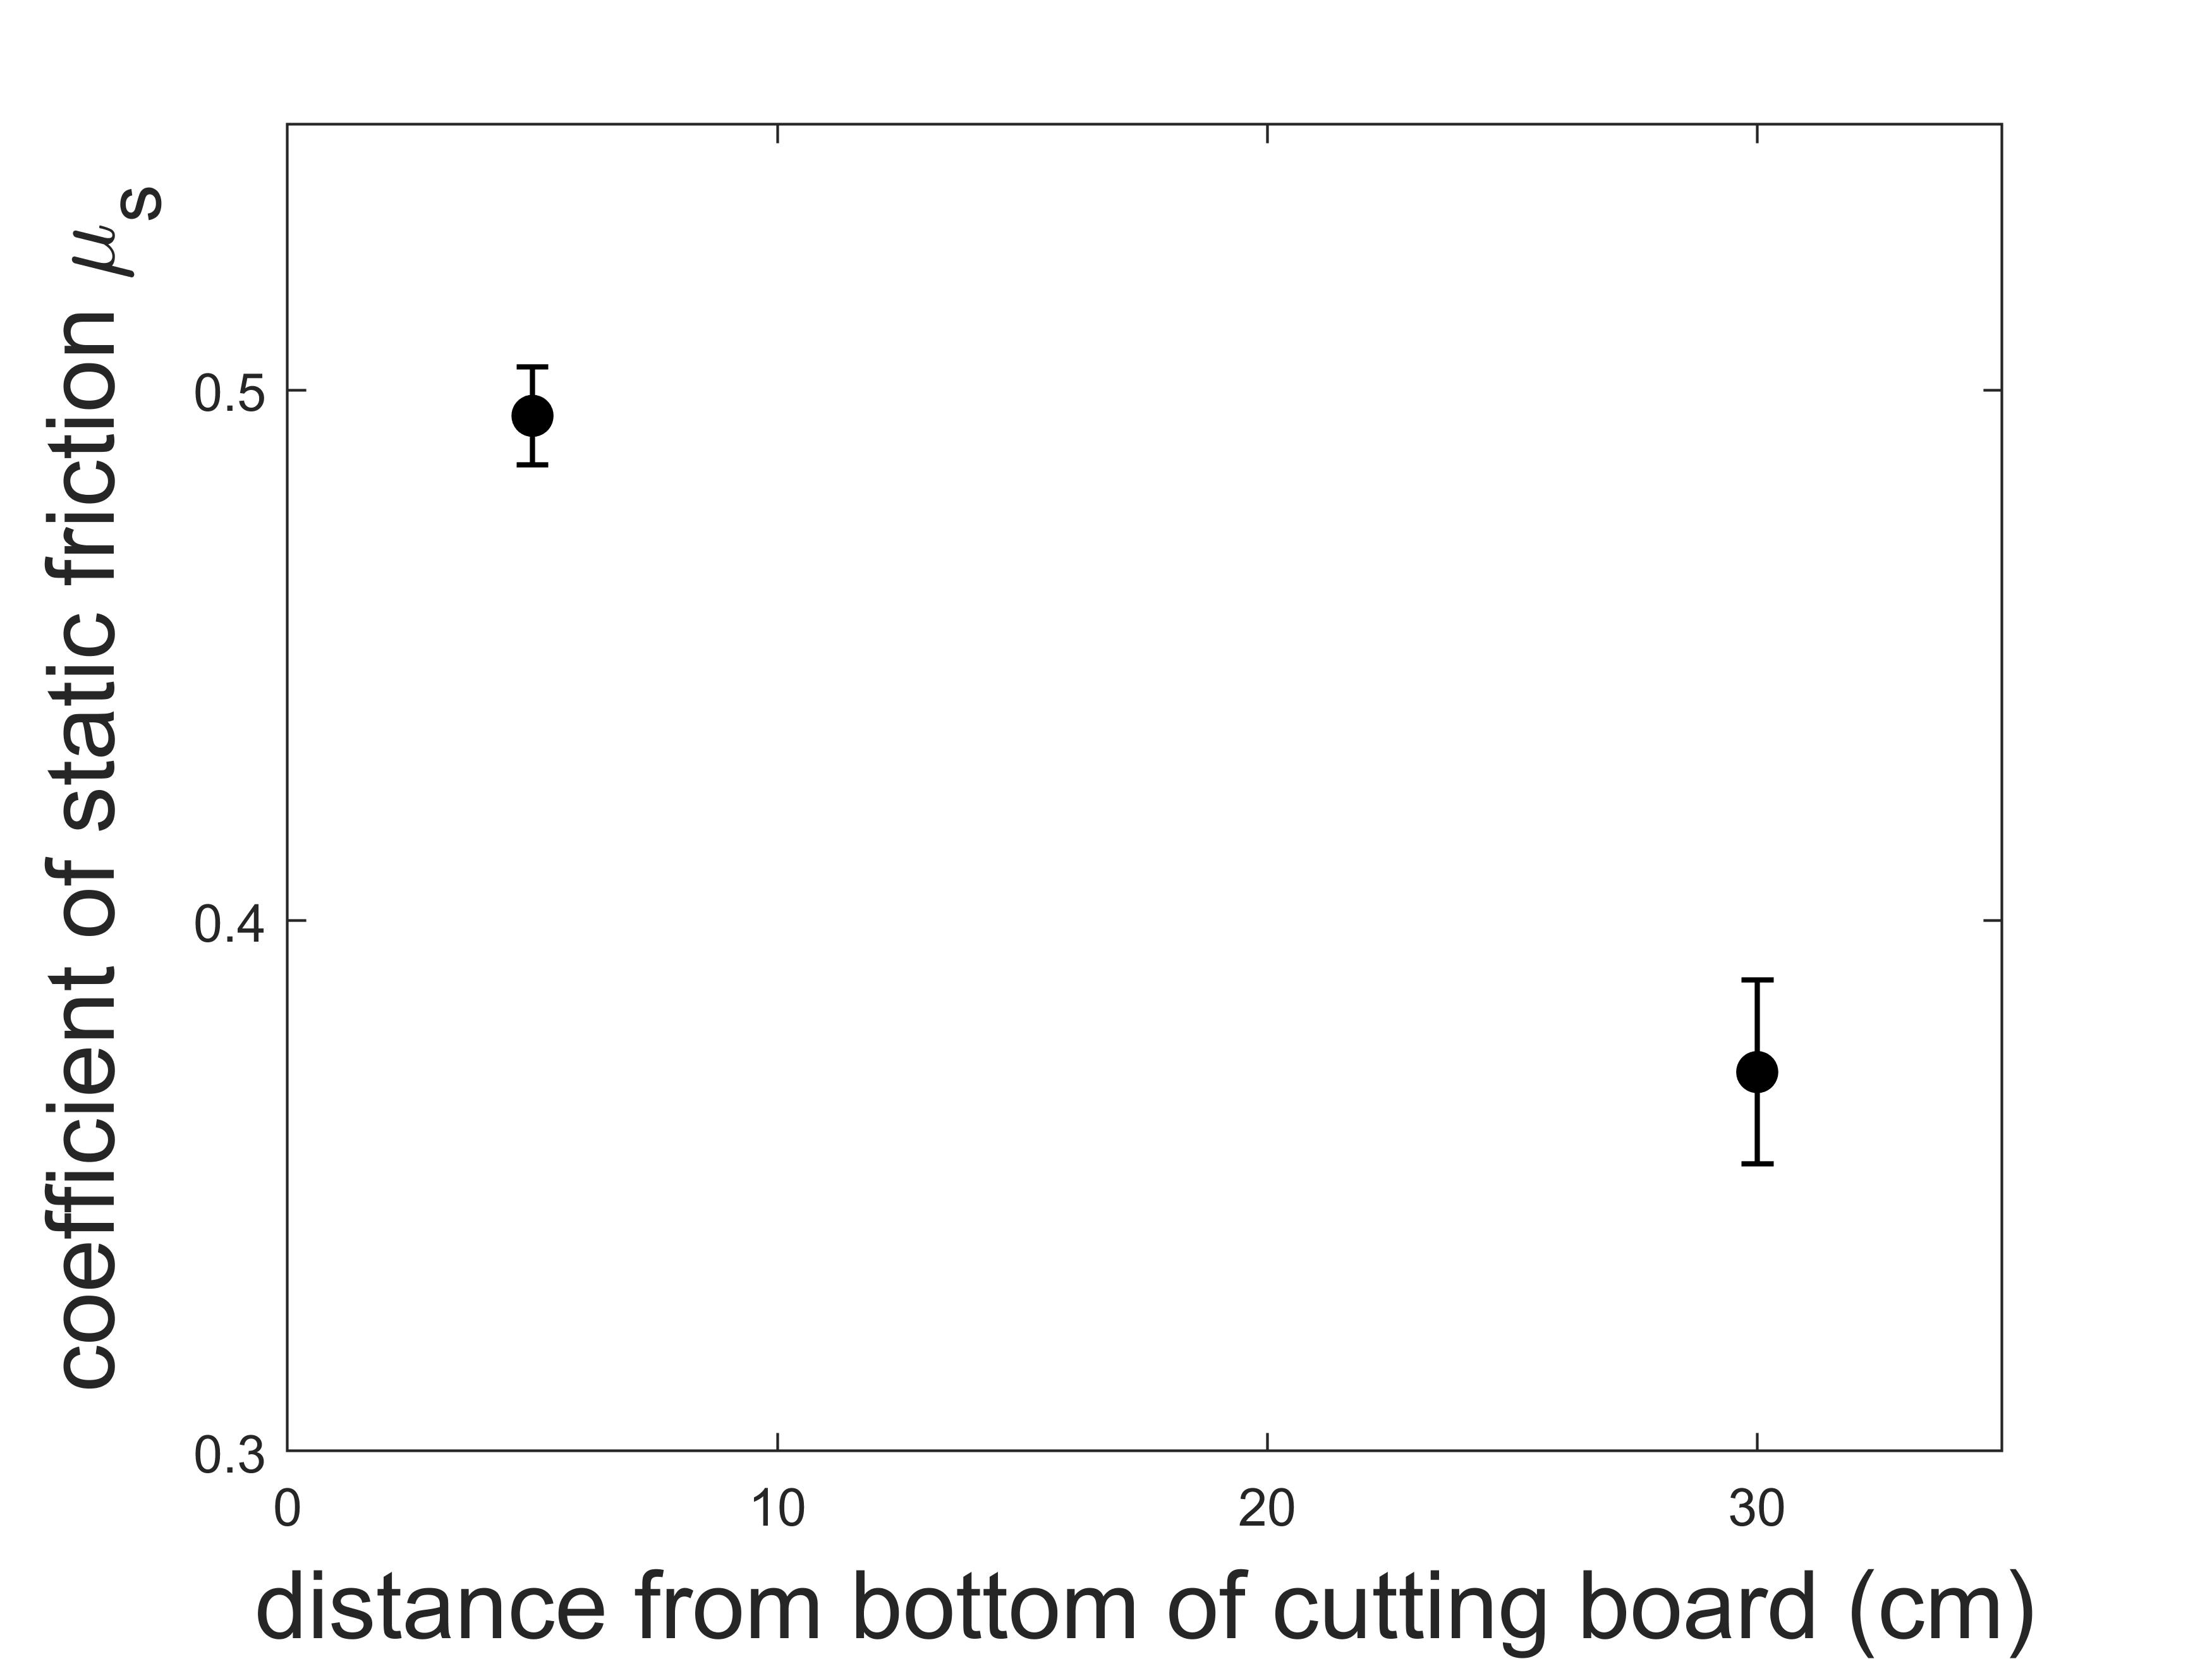 coefficient of static friction μs
0.5
0.4
0.3
0 10 20 30
distance from bottom of cutting board (cm)